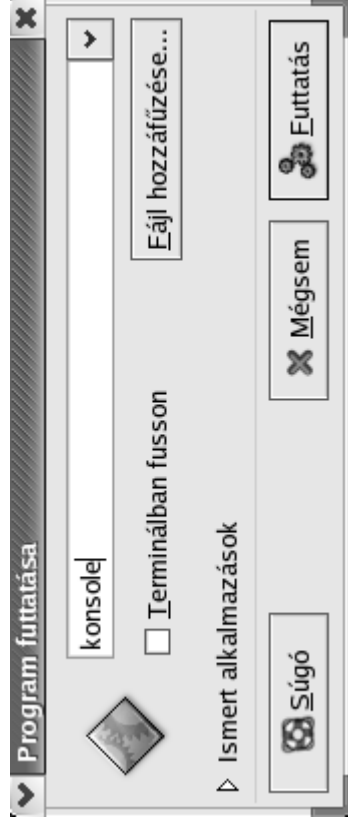 Program futtatása
konsole
Terminálban fusson
Fájl hozzáfűzése...
Ismert alkalmazások
Súgó
Mégsem
Futtatás